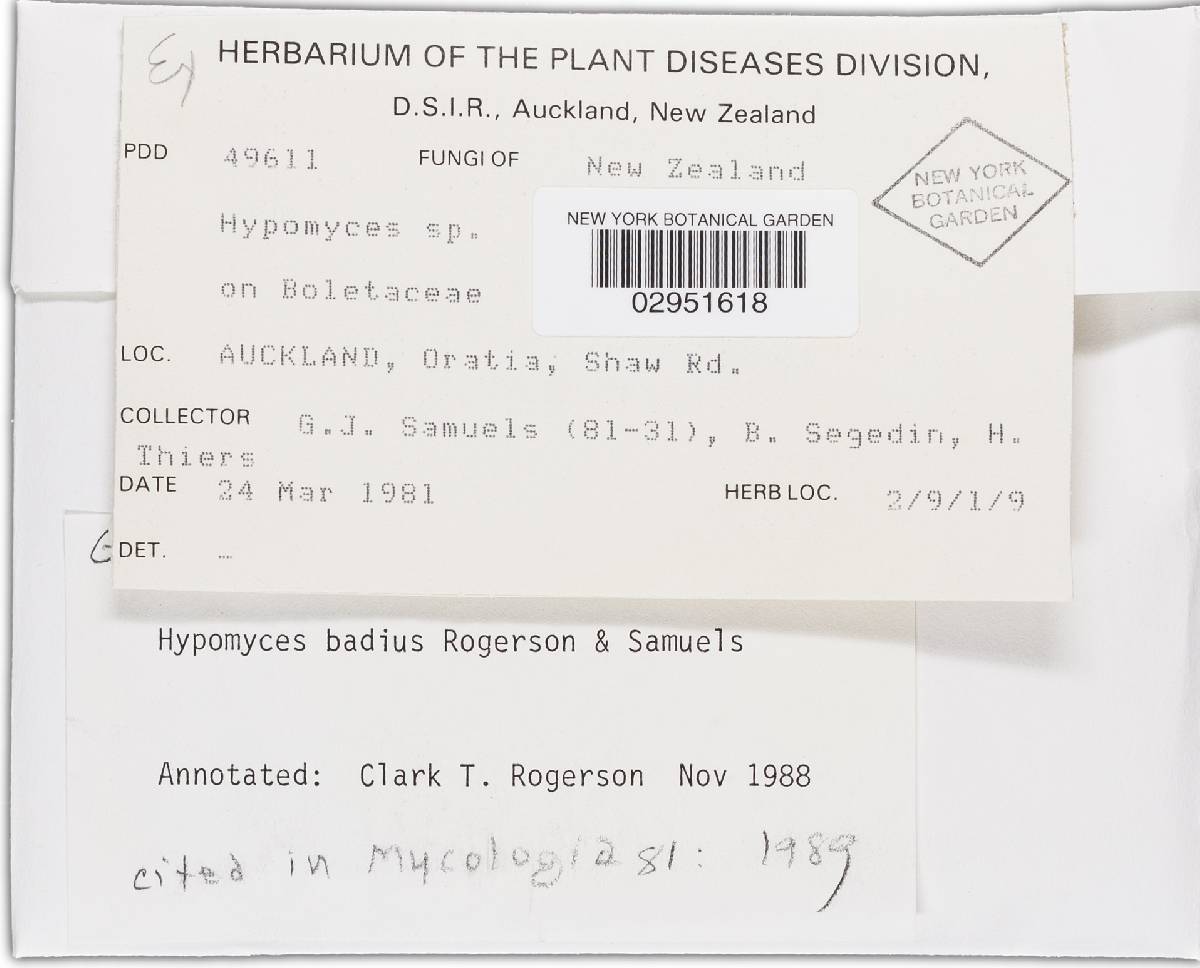 Ex
HERBARIUM OF THE PLANT DISEASES DIVISION,
D.S.I.R., Auckland, New Zealand
PDD 49611 FUNGI OF New Zealand
NEW YORK
BOTANICAL
GARDEN
Hypomyces sp.
on Boletaceae
NEW YORK BOTANICAL GARDEN
02951618
LOC. AUCKLAND, Oratia, Shaw Rd.
COLLECTOR G.J. Samuels (81-31), B. Segedin, H.
Thiers
DATE 24 Mar 1981 HERB LOC. 2/9/1/9
DET. —
Hypomyces badius Rogerson & Samuels
Annotated: Clark T. Rogerson Nov 1988
cited in Mycologia 81: 1989